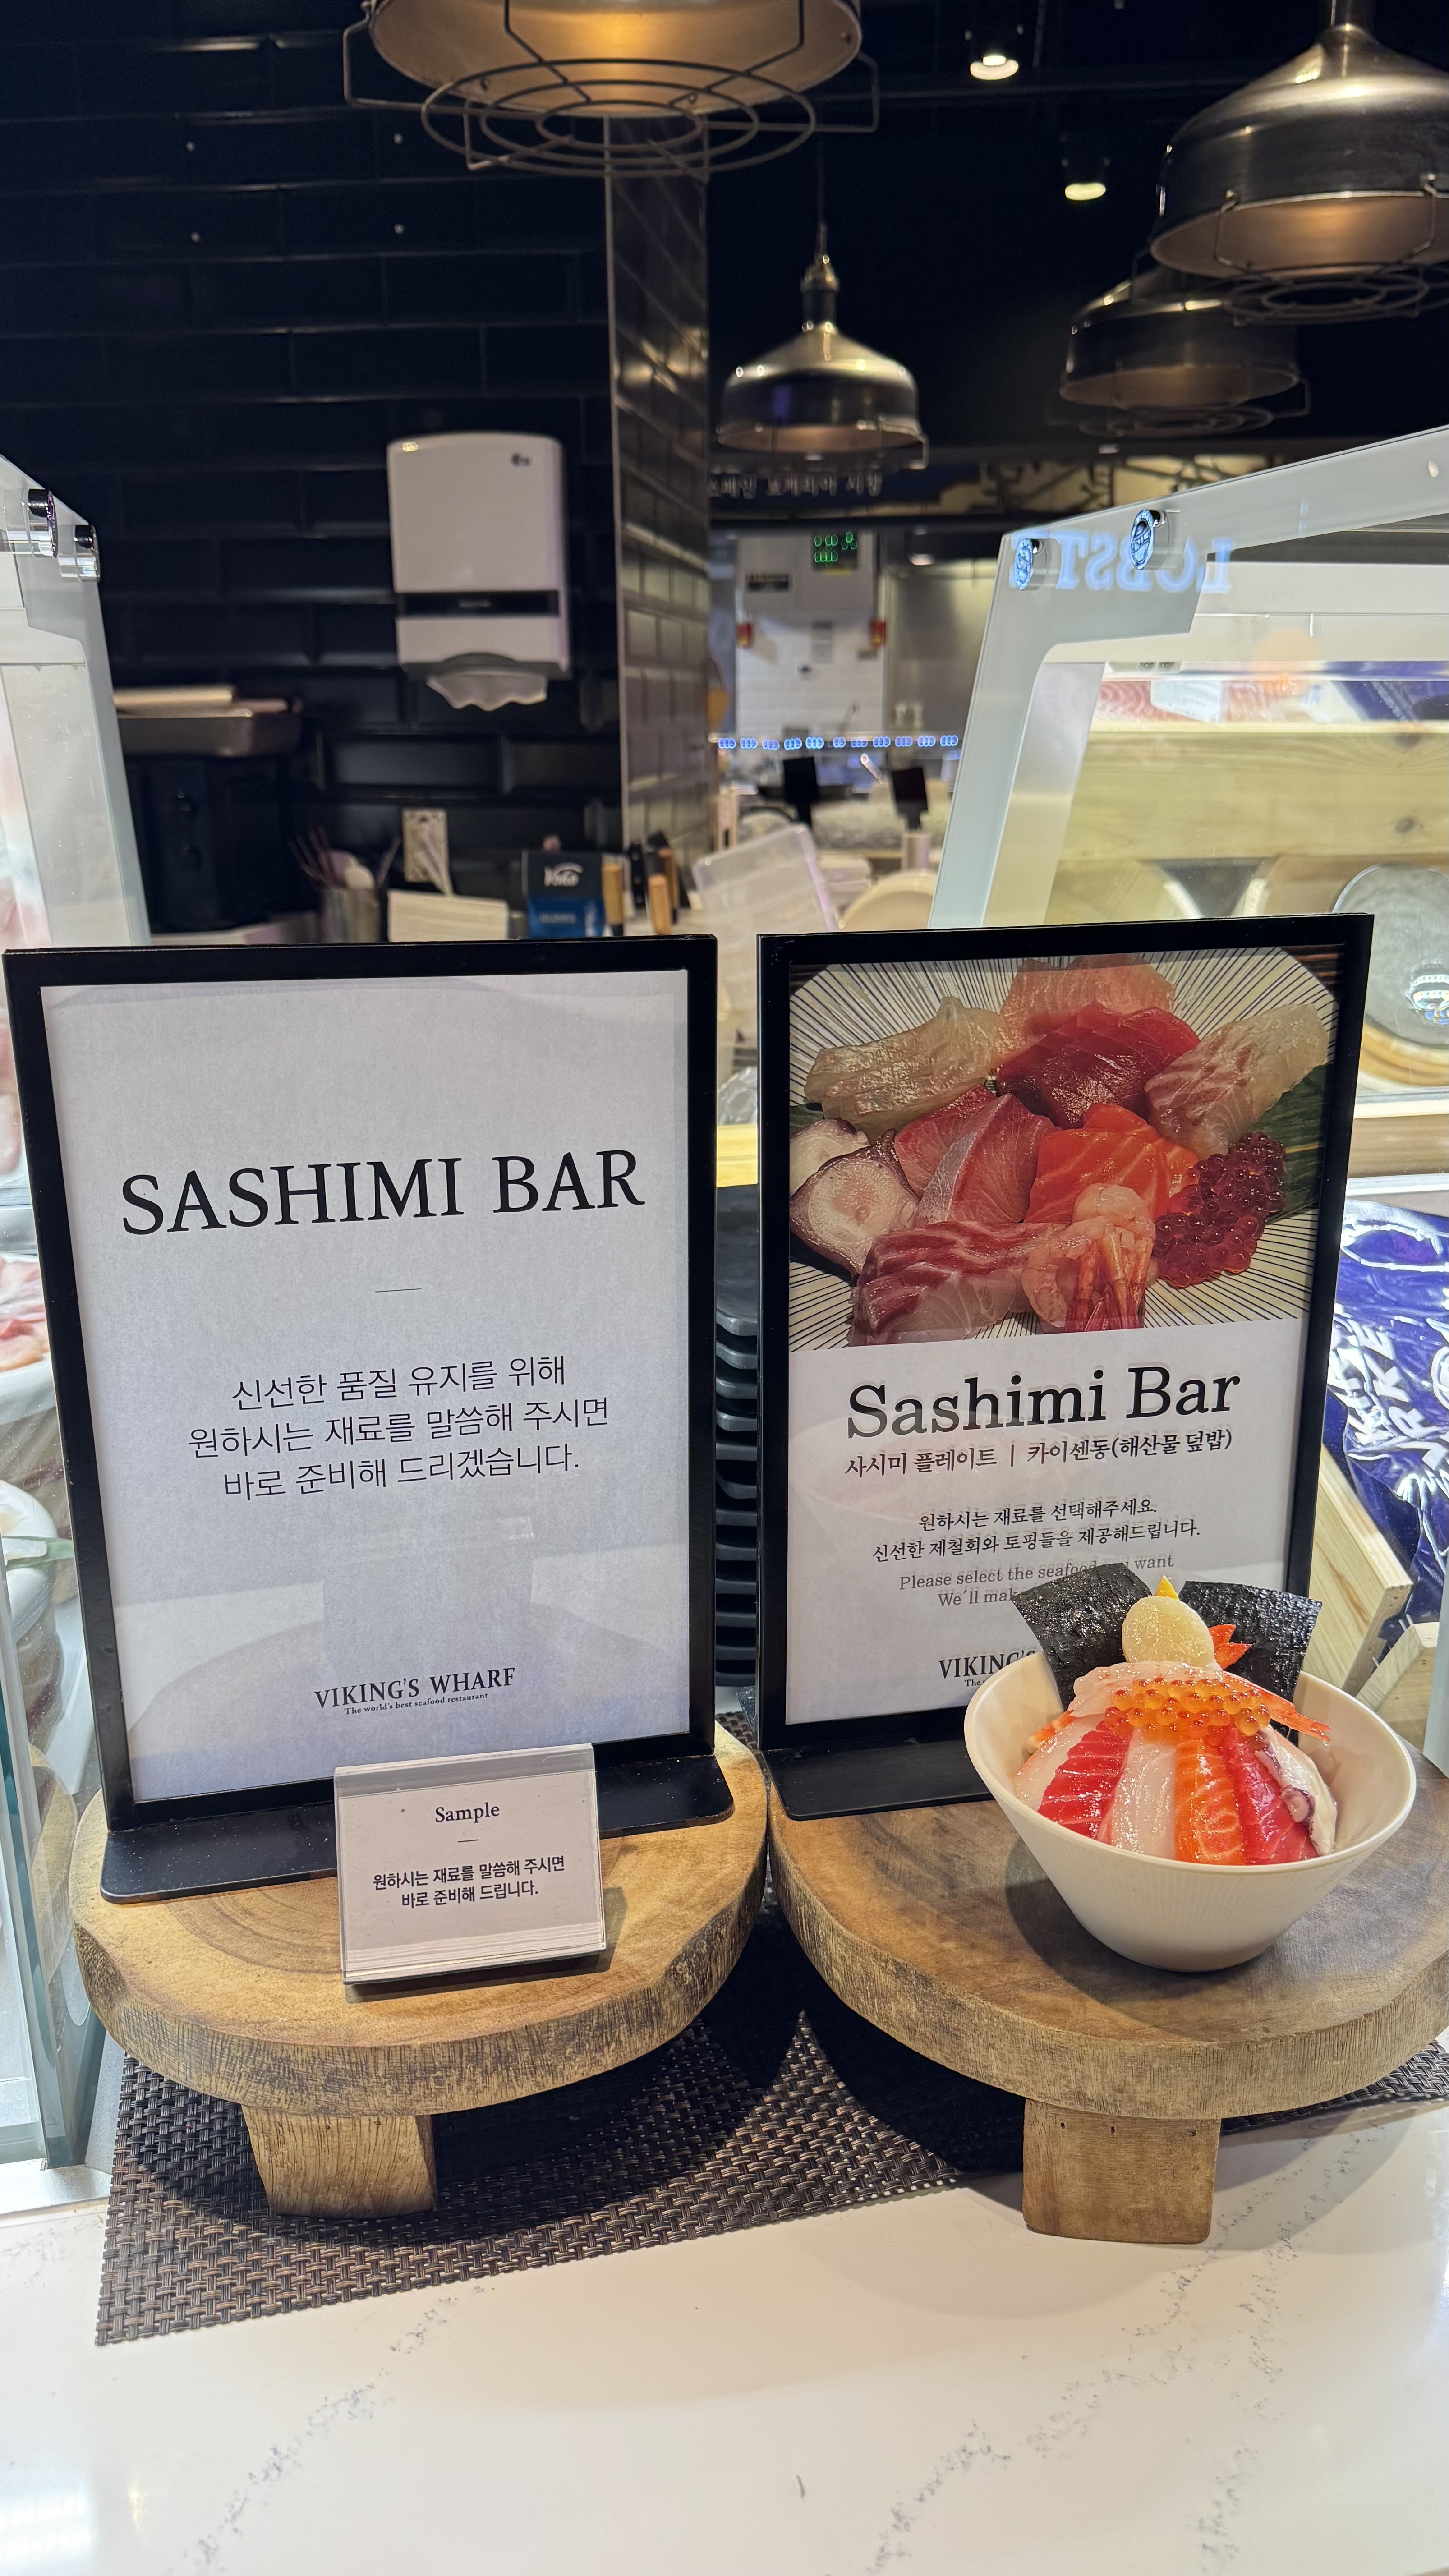 SASHIMI BAR
신선한 품질 유지를 위해
원하시는 재료를 말씀해 주시면
바로 준비해 드리겠습니다.
VIKING'S WHARF
The world's best seafood restaurant
Sample
원하시는 재료를 말씀해 주시면
바로 준비해 드립니다.
Sashimi Bar
사시미 플레이트 | 카이센동(해산물 덮밥)
원하시는 재료를 선택해주세요.
신선한 제철회와 토핑들을 제공해드립니다.
Please select the seafood you want
We'll
VIKING'S
The